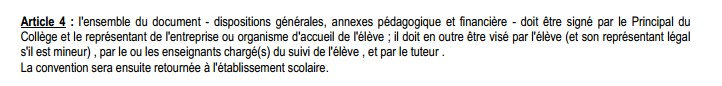 Article 4 : l'ensemble du document - dispositions générales, annexes pédagogique et financière - doit être signé par le Principal du
Collège et le représentant de l'entreprise ou organisme d'accueil de l'élève ; il doit en outre être visé par l'élève (et son représentant légal
s'il est mineur) , par le ou les enseignants chargé(s) du suivi de l'élève , et par le tuteur .
La convention sera ensuite retournée à l'établissement scolaire.